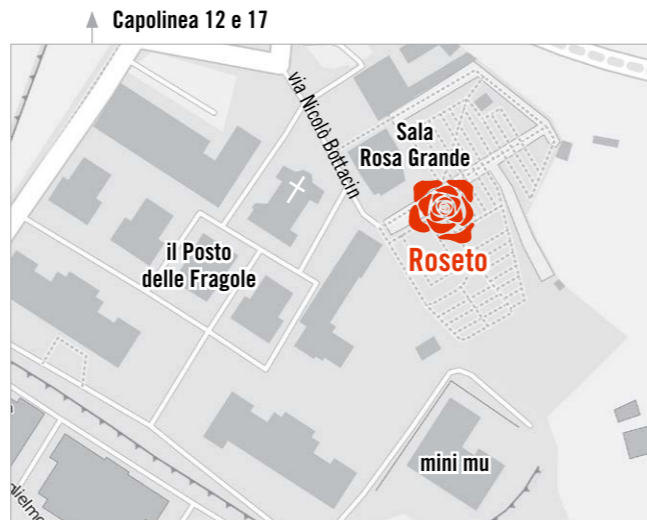 Capolinea 12 e 17
via Nicolò Bottacin
Sala
Rosa Grande
Roseto
il Posto
delle Fragole
mini mu